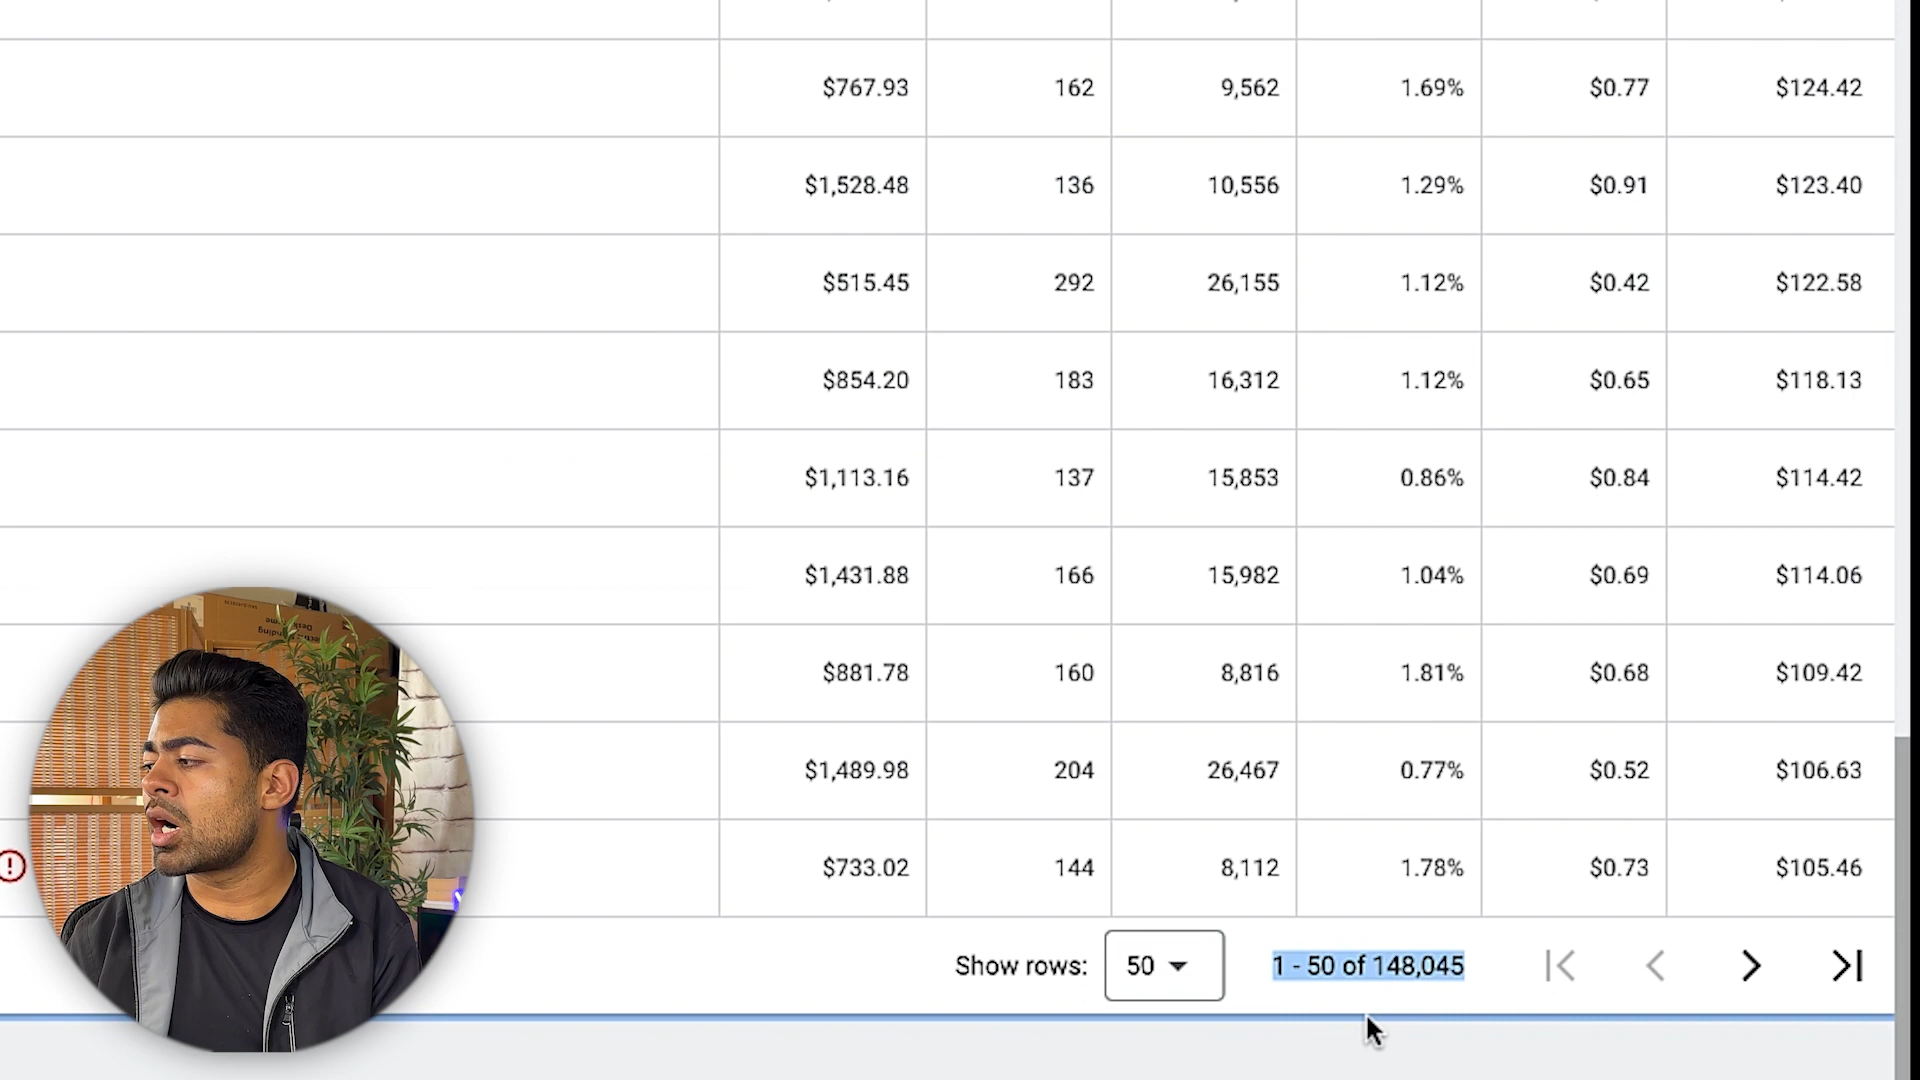 $767.93 162 9,562 1.69% $0.77 $124.42
$1,528.48 136 10,556 1.29% $0.91 $123.40
$515.45 292 26,155 1.12% $0.42 $122.58
$854.20 183 16,312 1.12% $0.65 $118.13
$1,113.16 137 15,853 0.86% $0.84 $114.42
$1,431.88 166 15,982 1.04% $0.69 $114.06
$881.78 160 8,816 1.81% $0.68 $109.42
$1,489.98 204 26,467 0.77% $0.52 $106.63
$733.02 144 8,112 1.78% $0.73 $105.46
Show rows: 50 1 - 50 of 148,045